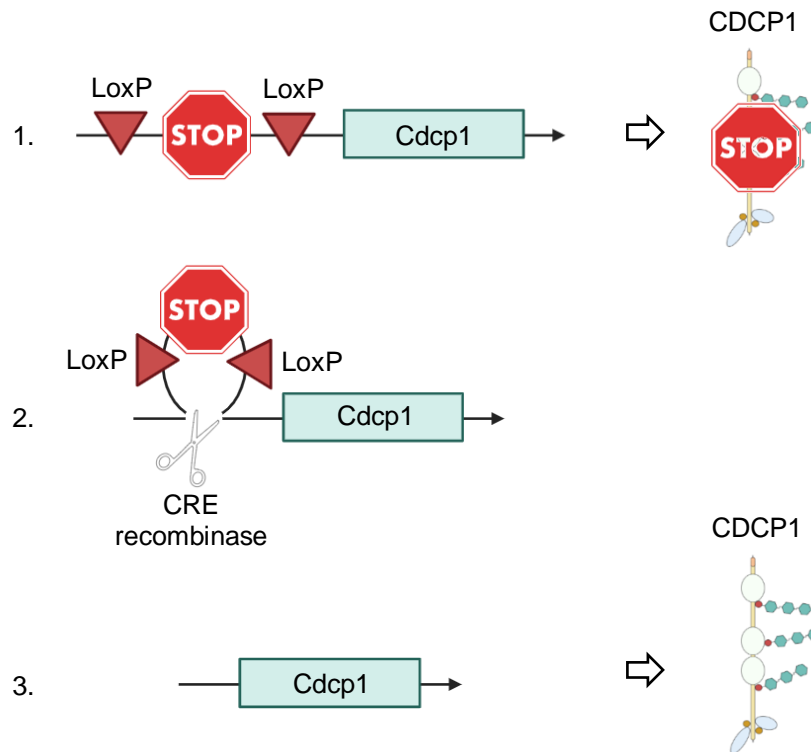 CDCP1
LoxP
LoxP
1.
STOP
Cdcp1
STOP
STOP
LoxP
LoxP
2.
Cdcp1
CRE
recombinase
CDCP1
3.
Cdcp1